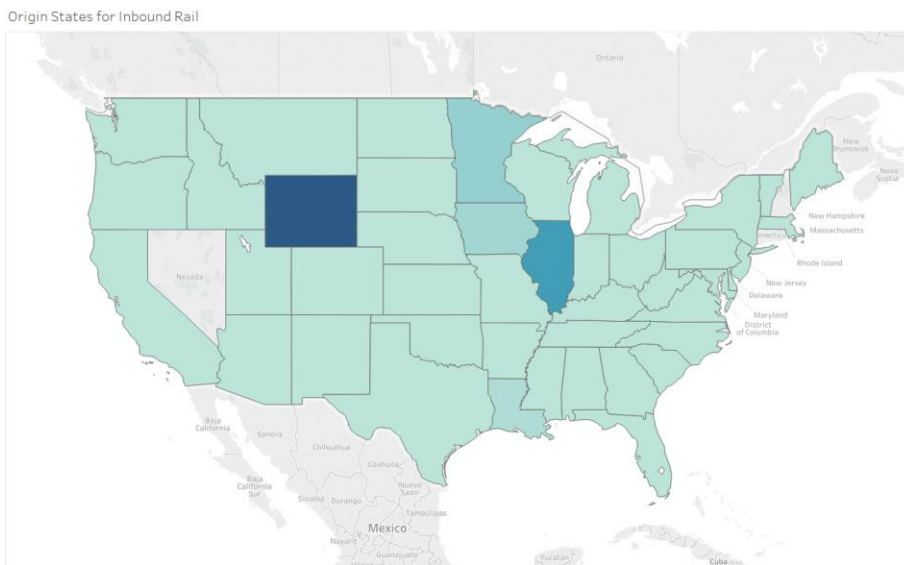 Origin States for Inbound Rail
Ontario
New
Brunswick
Nova
Scotia
New Hampshire
Massachusetts
Rhode Island
New Jersey
Delaware
Maryland
District
of Columbia
Nevada
Baja
California
Sonora
Chihuahua
Baja
California
Sur
Coahuila
Nuevo
León
Sinaloa
Durango
Tamaulipas
Mexico
Nayarit
Guanajuato
Yucatán
Cuba